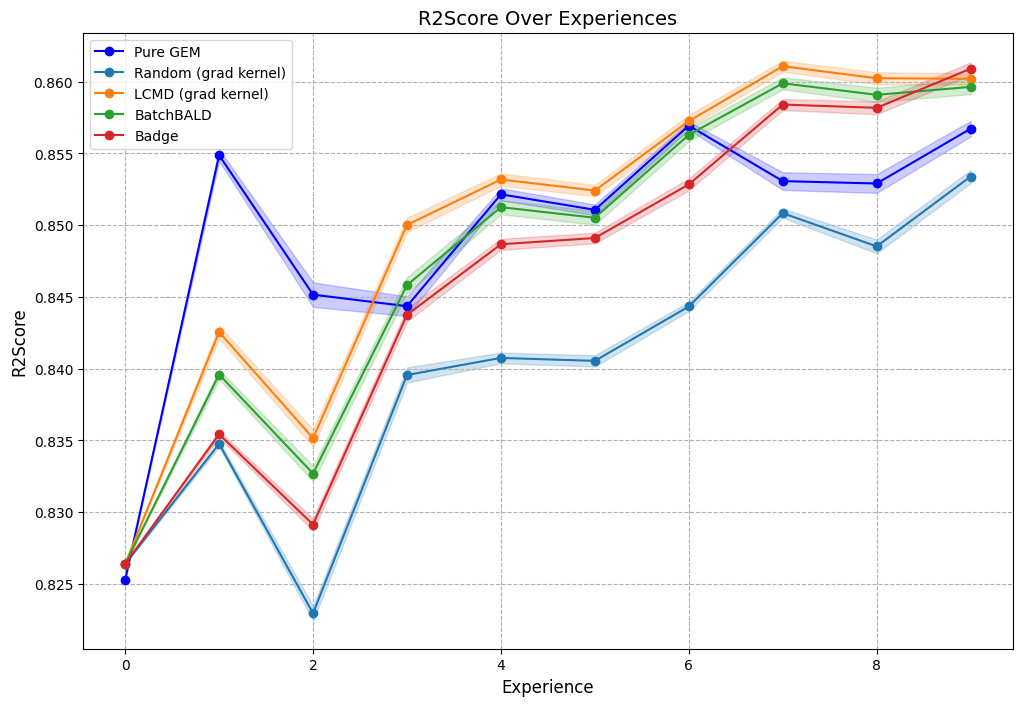 R2Score Over Experiences
Pure GEM
Random (grad kernel)
LCMD (grad kernel)
BatchBALD
Badge
R2Score
0.860
0.855
0.850
0.845
0.840
0.835
0.830
0.825
0 2 4 6 8
Experience